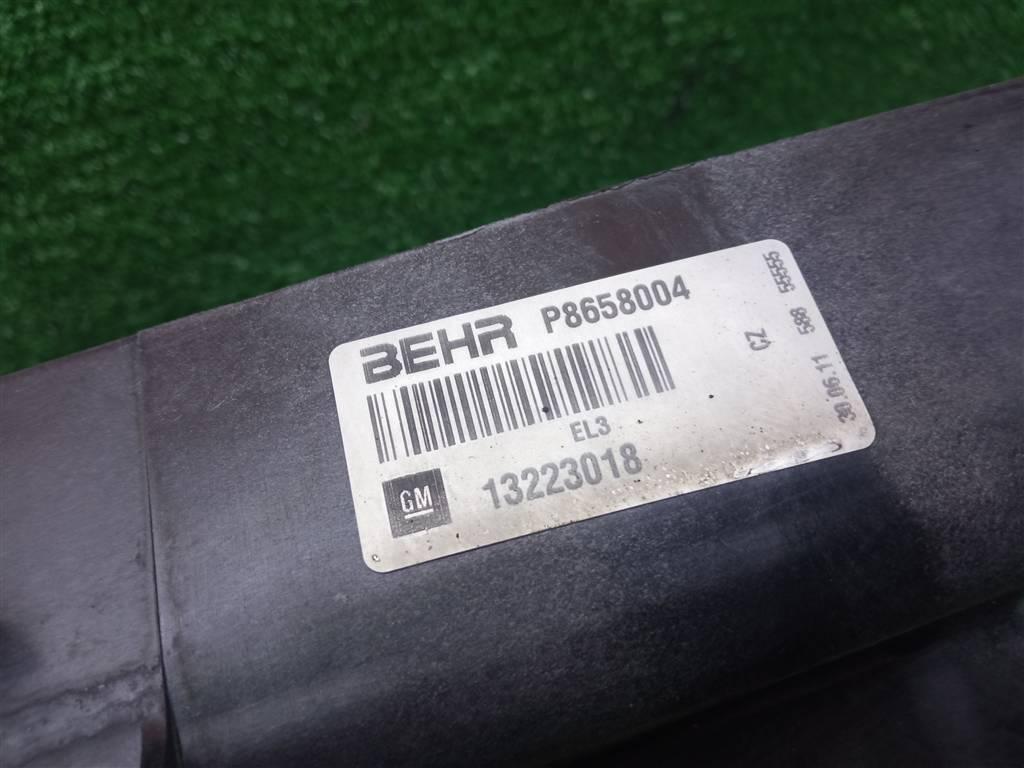 BEHR P8658004
EL3
GM 13223018
CZ
30.06.11 588 55555